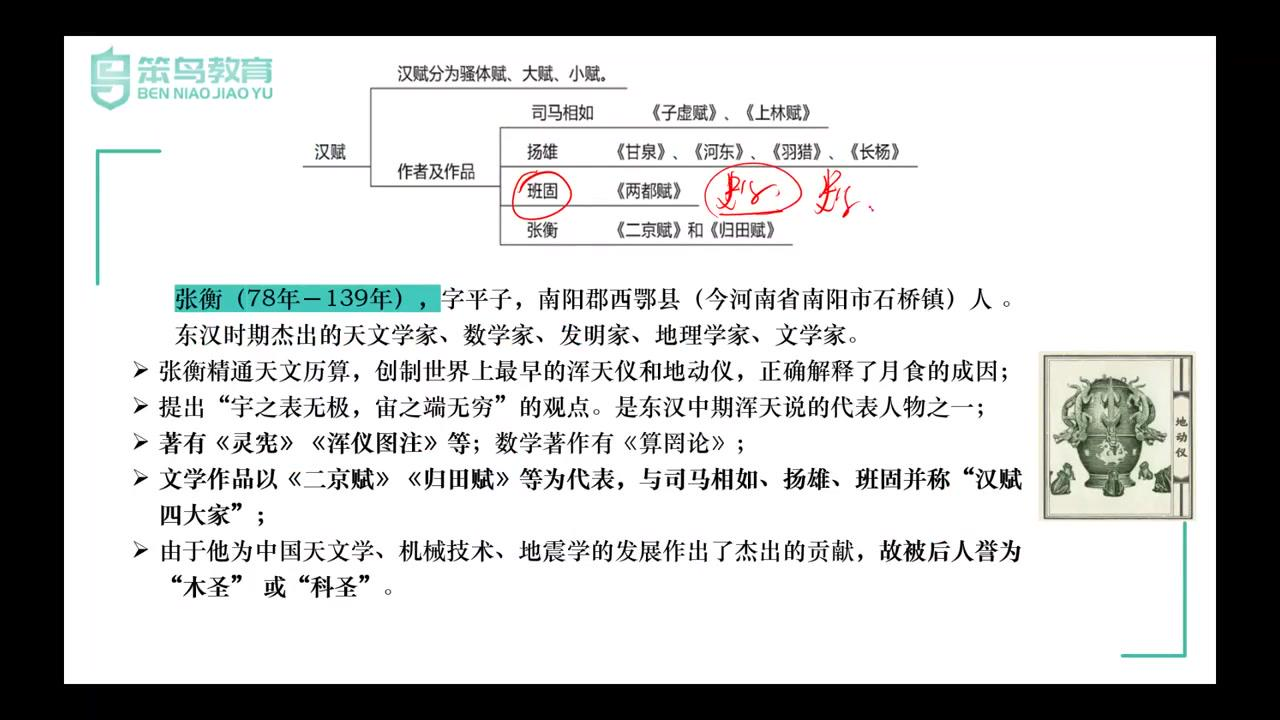 笨鸟教育
BEN NIAO JIAO YU
汉赋分为骚体赋、大赋、小赋。
司马相如 《子虚赋》、《上林赋》
汉赋
作者及作品
扬雄 《甘泉》、《河东》、《羽猎》、《长杨》
班固 《两都赋》
张衡 《二京赋》和《归田赋》
张衡（78年－139年），字平子，南阳郡西鄂县（今河南省南阳市石桥镇）人 。
东汉时期杰出的天文学家、数学家、发明家、地理学家、文学家。
➢ 张衡精通天文历算，创制世界上最早的浑天仪和地动仪，正确解释了月食的成因；
➢ 提出“宇之表无极，宙之端无穷”的观点。是东汉中期浑天说的代表人物之一；
➢ 著有《灵宪》《浑仪图注》等；数学著作有《算罔论》；
➢ 文学作品以《二京赋》《归田赋》等为代表，与司马相如、扬雄、班固并称“汉赋
四大家”；
➢ 由于他为中国天文学、机械技术、地震学的发展作出了杰出的贡献，故被后人誉为
“木圣” 或“科圣”。
地动仪